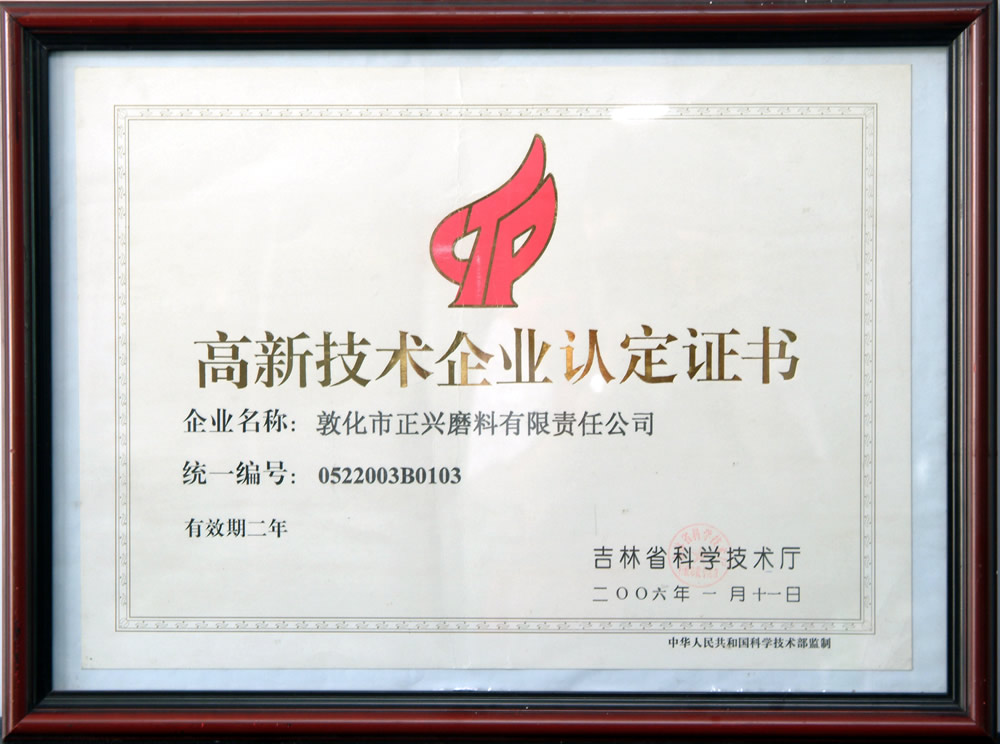 CTP
高新技术企业认定证书
企业名称：敦化市正兴磨料有限责任公司
统一编号：0522003B0103
有效期二年
吉林省科学技术厅
二〇〇六年一月十一日
中华人民共和国科学技术部监制